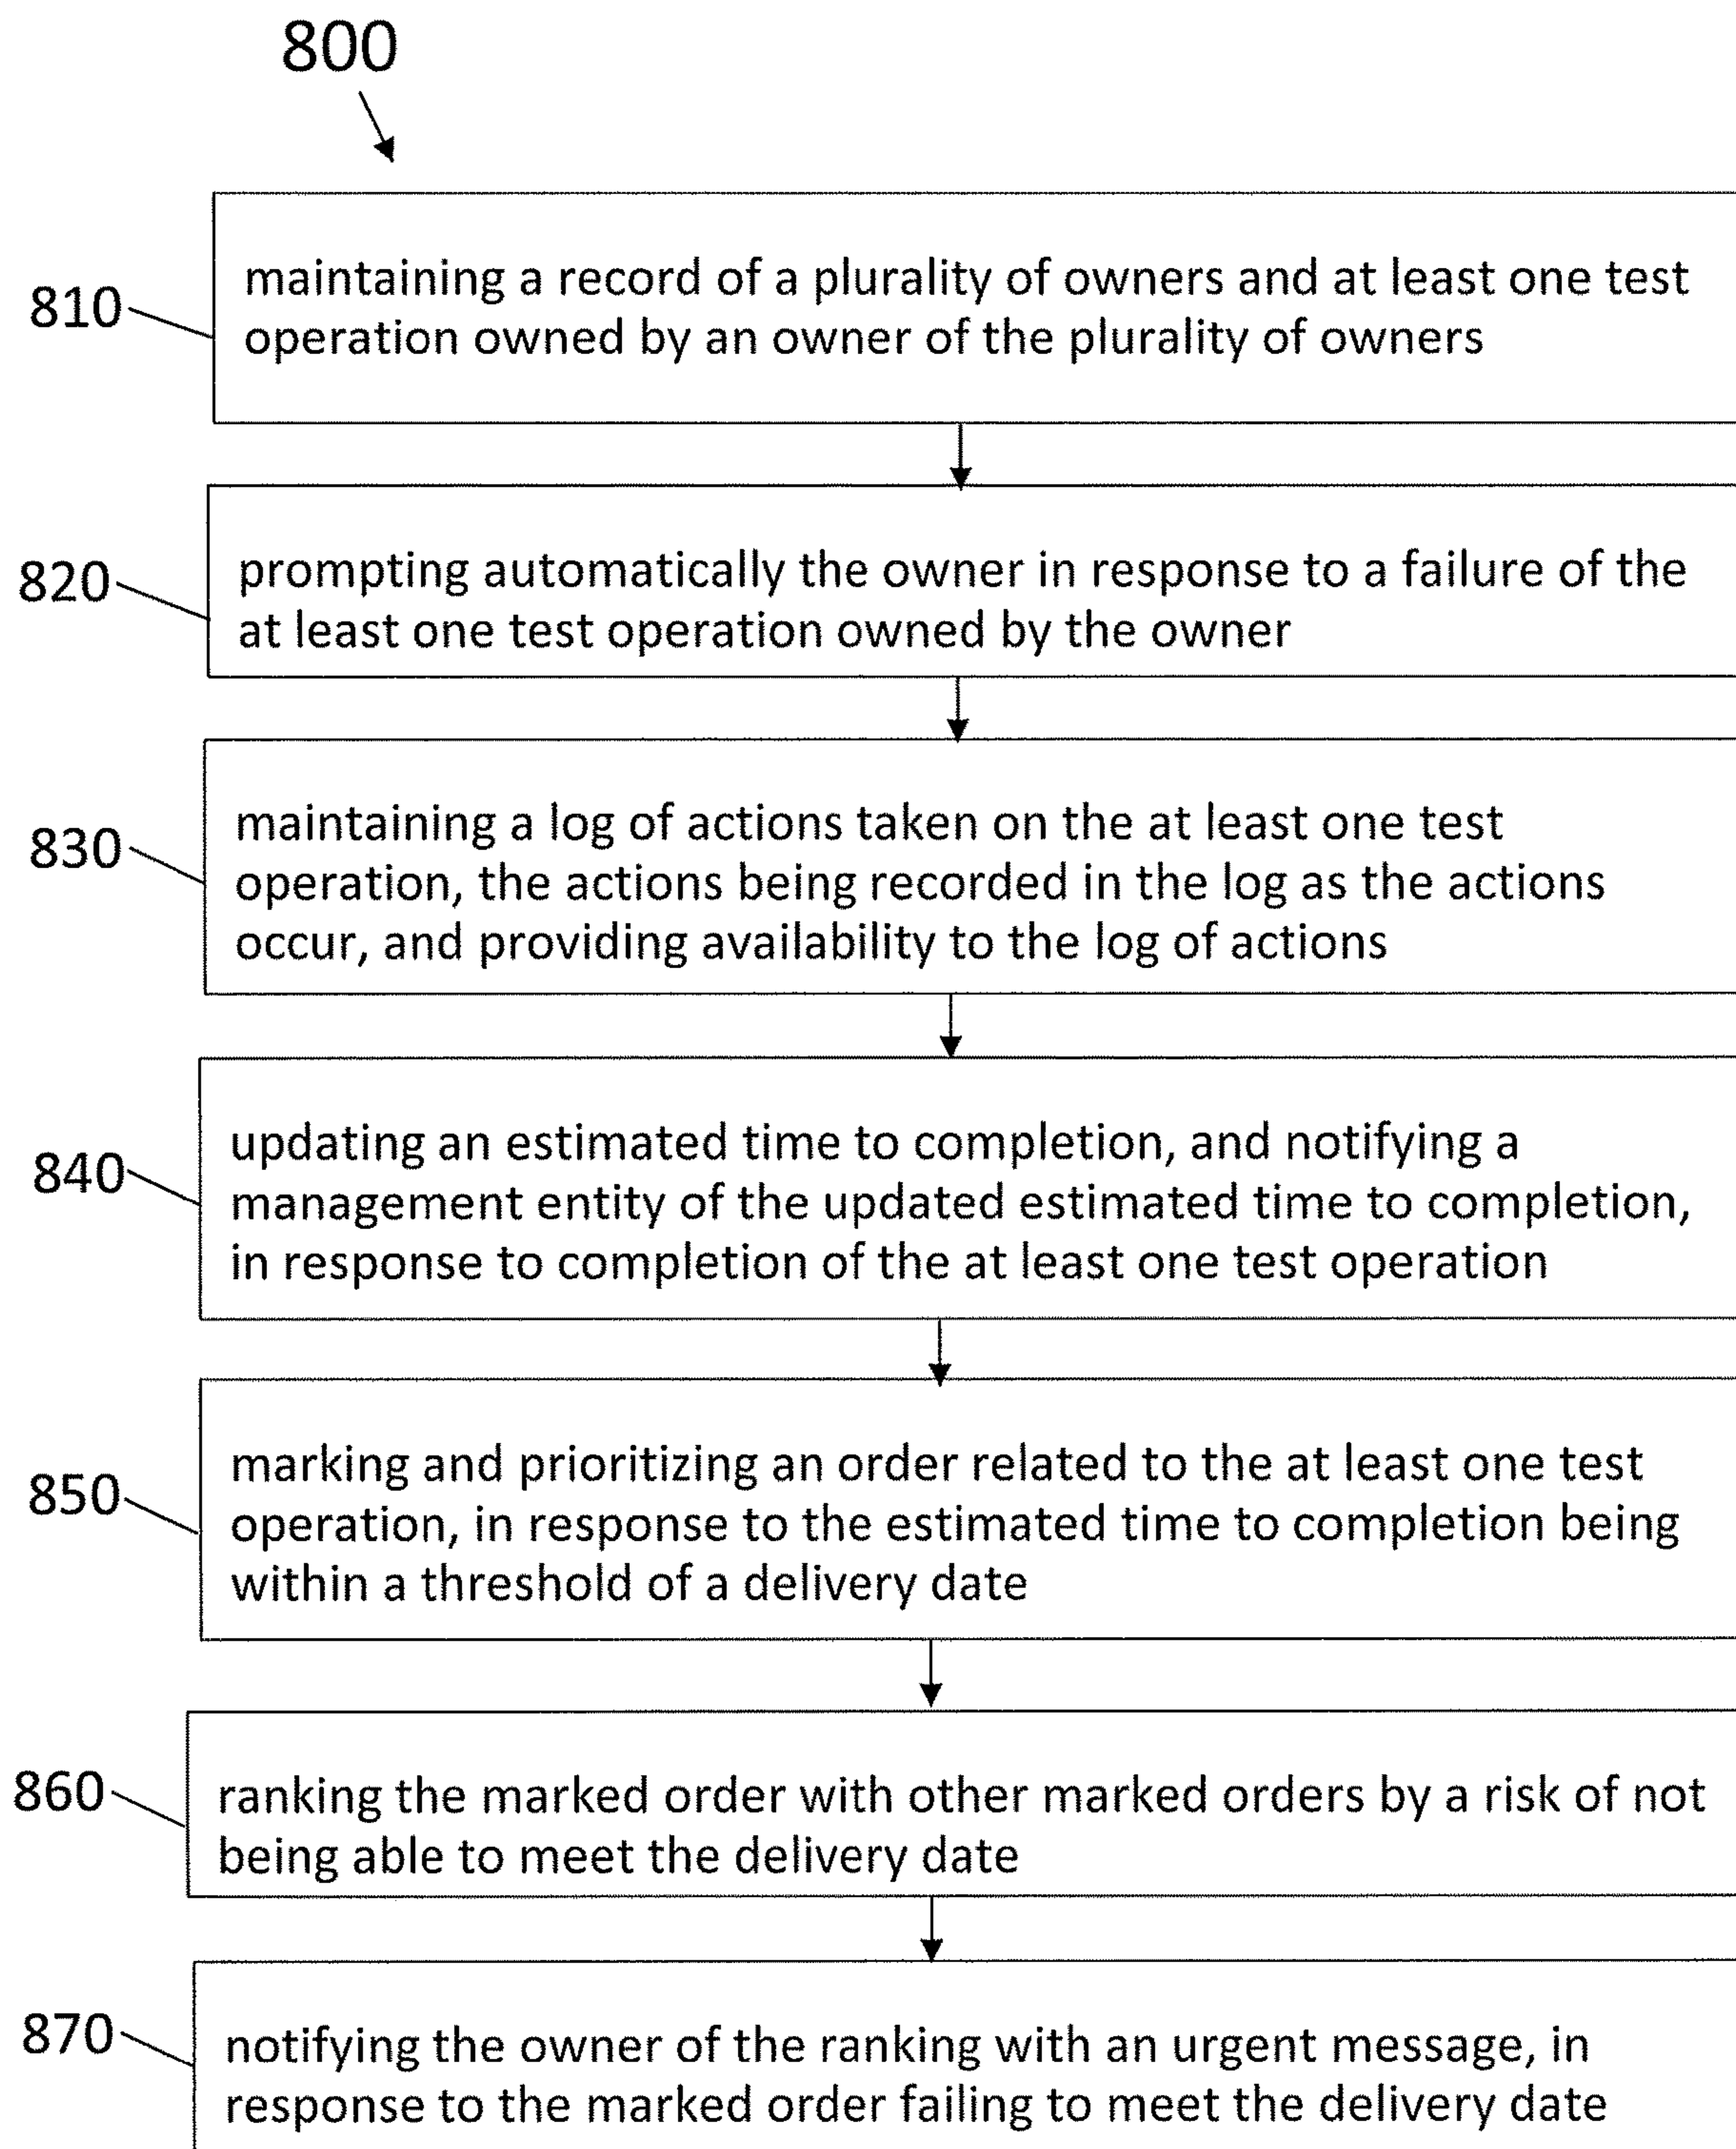 800
810
maintaining a record of a plurality of owners and at least one test
operation owned by an owner of the plurality of owners
820
prompting automatically the owner in response to a failure of the
at least one test operation owned by the owner
830
maintaining a log of actions taken on the at least one test
operation, the actions being recorded in the log as the actions
occur, and providing availability to the log of actions
840
updating an estimated time to completion, and notifying a
management entity of the updated estimated time to completion,
in response to completion of the at least one test operation
850
marking and prioritizing an order related to the at least one test
operation, in response to the estimated time to completion being
within a threshold of a delivery date
860
ranking the marked order with other marked orders by a risk of not
being able to meet the delivery date
870
notifying the owner of the ranking with an urgent message, in
response to the marked order failing to meet the delivery date